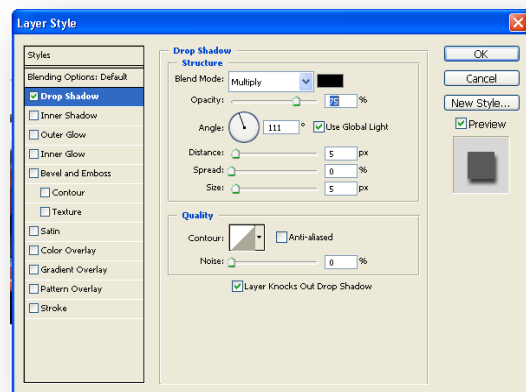 Layer Style
Styles
Blending Options: Default
Drop Shadow
Inner Shadow
Outer Glow
Inner Glow
Bevel and Emboss
Contour
Texture
Satin
Color Overlay
Gradient Overlay
Pattern Overlay
Stroke
Drop Shadow
Structure
Blend Mode: Multiply
Opacity: 75 %
Angle: 111 ° Use Global Light
Distance: 5 px
Spread: 0 %
Size: 5 px
Quality
Contour: Anti-aliased
Noise: 0 %
Layer Knocks Out Drop Shadow
OK
Cancel
New Style...
Preview